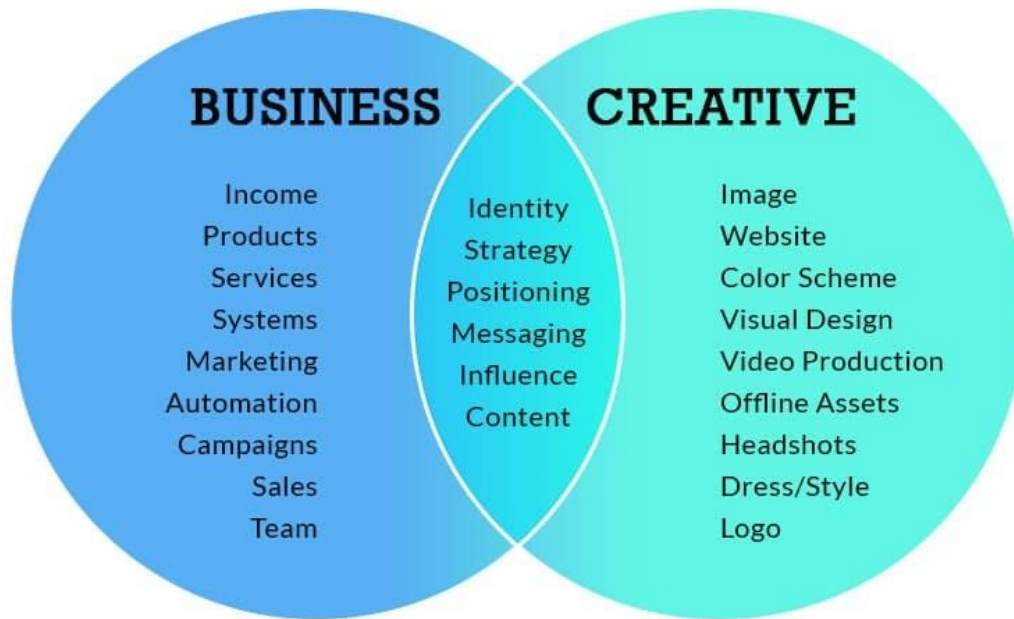 BUSINESS
Income
Products
Services
Systems
Marketing
Automation
Campaigns
Sales
Team
Identity
Strategy
Positioning
Messaging
Influence
Content
CREATIVE
Image
Website
Color Scheme
Visual Design
Video Production
Offline Assets
Headshots
Dress/Style
Logo